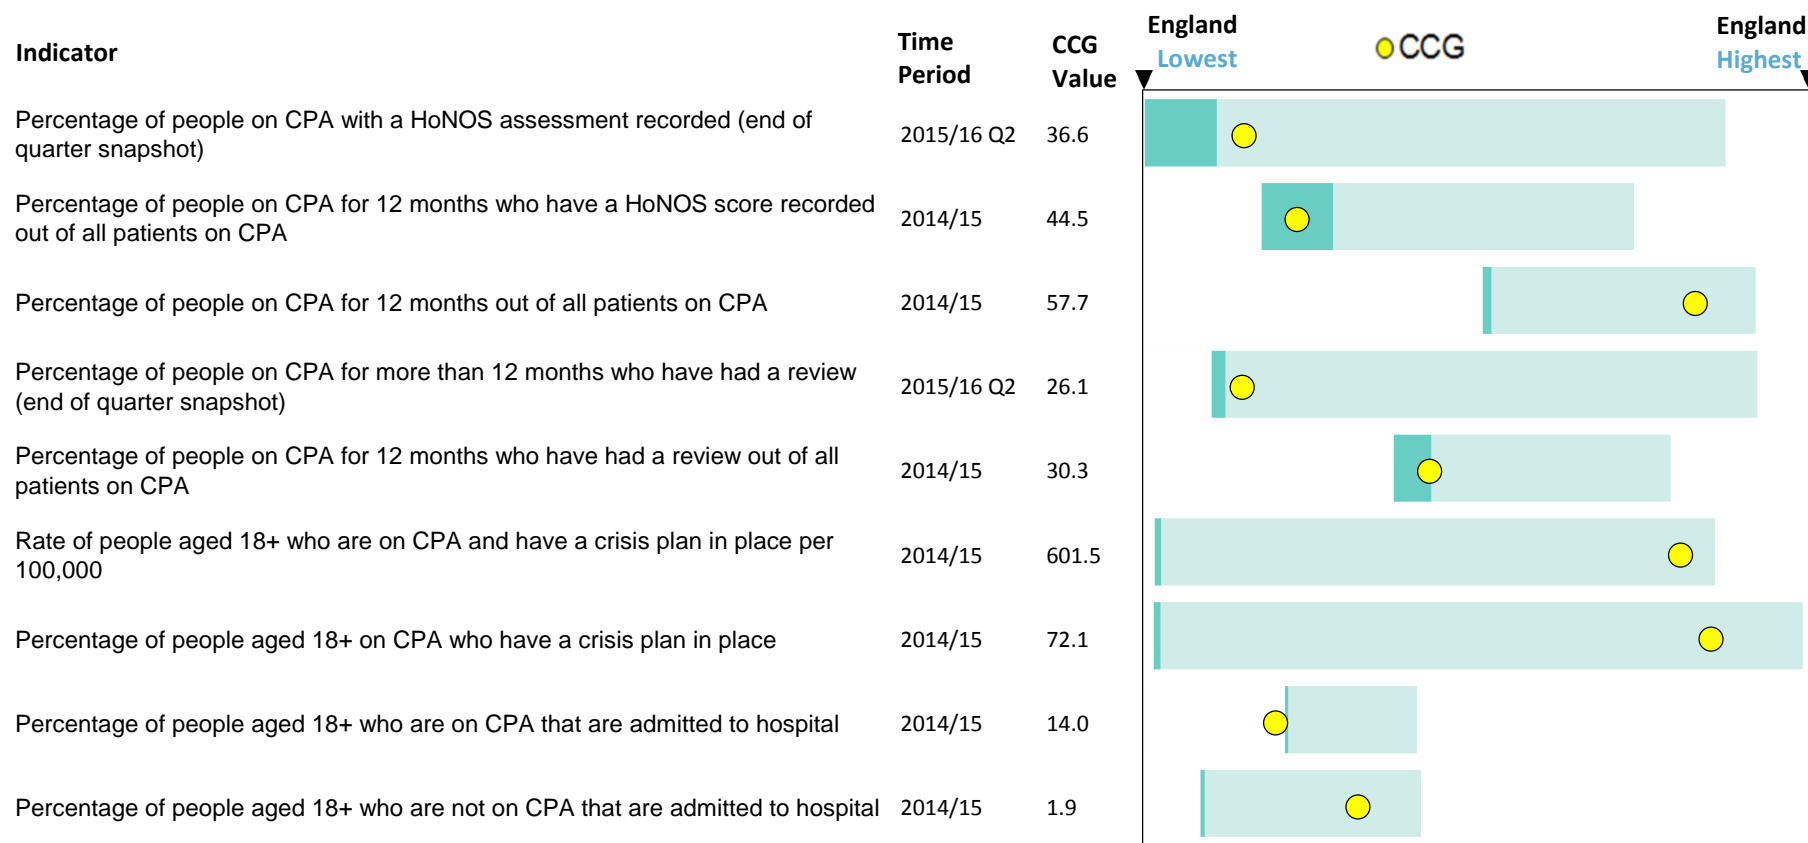 Indicator
Time Period
CCG Value
England Lowest
CCG
England Highest
Percentage of people on CPA with a HoNOS assessment recorded (end of
quarter snapshot)
2015/16 Q2
36.6
Percentage of people on CPA for 12 months who have a HoNOS score recorded
out of all patients on CPA
2014/15
44.5
Percentage of people on CPA for 12 months out of all patients on CPA
2014/15
57.7
Percentage of people on CPA for more than 12 months who have had a review
(end of quarter snapshot)
2015/16 Q2
26.1
Percentage of people on CPA for 12 months who have had a review out of all
patients on CPA
2014/15
30.3
Rate of people aged 18+ who are on CPA and have a crisis plan in place per
100,000
2014/15
601.5
Percentage of people aged 18+ on CPA who have a crisis plan in place
2014/15
72.1
Percentage of people aged 18+ who are on CPA that are admitted to hospital
2014/15
14.0
Percentage of people aged 18+ who are not on CPA that are admitted to hospital
2014/15
1.9